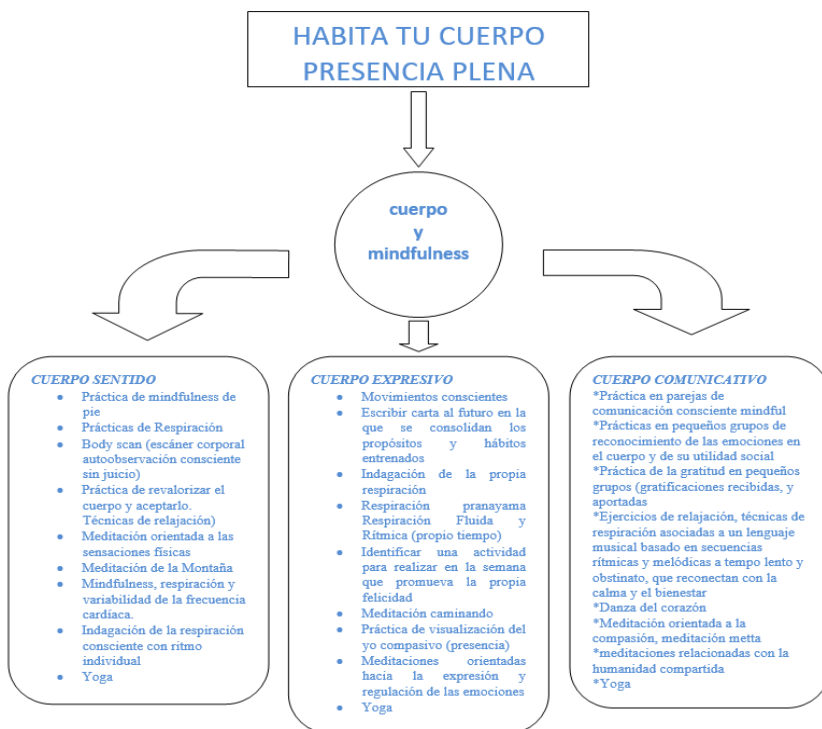 HABITA TU CUERPO
PRESENCIA PLENA
cuerpo
y
mindfulness
CUERPO SENTIDO
• Práctica de mindfulness de
pie
• Prácticas de Respiración
• Body scan (escáner corporal
autoobservación consciente
sin juicio)
• Práctica de revalorizar el
cuerpo y aceptarlo.
Técnicas de relajación)
• Meditación orientada a las
sensaciones físicas
• Meditación de la Montaña
• Mindfulness, respiración y
variabilidad de la frecuencia
cardíaca.
• Indagación de la respiración
consciente con ritmo
individual
• Yoga
CUERPO EXPRESIVO
• Movimientos conscientes
• Escribir carta al futuro en la
que se consolidan los
propósitos y hábitos
entrenados
• Indagación de la propia
respiración
• Respiración pranayama
Respiración Fluida y
Rítmica (propio tiempo)
• Identificar una actividad
para realizar en la semana
que promueva la propia
felicidad
• Meditación caminando
• Práctica de visualización del
yo compasivo (presencia)
• Meditaciones orientadas
hacia la expresión y
regulación de las emociones
• Yoga
CUERPO COMUNICATIVO
*Práctica en parejas de
comunicación consciente mindful
*Prácticas en pequeños grupos de
reconocimiento de las emociones en
el cuerpo y de su utilidad social
*Práctica de la gratitud en pequeños
grupos (gratificaciones recibidas, y
aportadas
*Ejercicios de relajación, técnicas de
respiración asociadas a un lenguaje
musical basado en secuencias
rítmicas y melódicas a tempo lento y
obstinato, que reconectan con la
calma y el bienestar
*Danza del corazón
*Meditación orientada a la
compasión, meditación metta
*meditaciones relacionadas con la
humanidad compartida
*Yoga